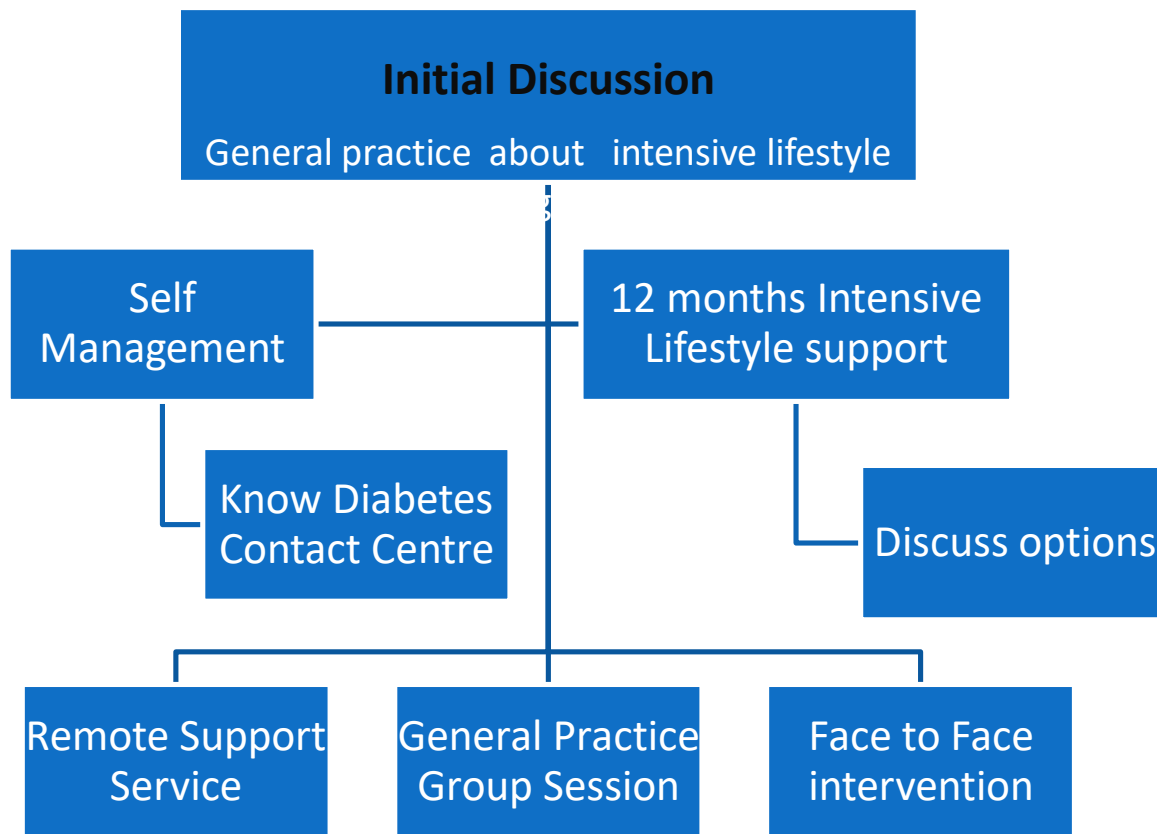 Initial Discussion
General practice about intensive lifestyle
Self
Management
12 months Intensive
Lifestyle support
Know Diabetes
Contact Centre
Discuss options
Remote Support
Service
General Practice
Group Session
Face to Face
intervention